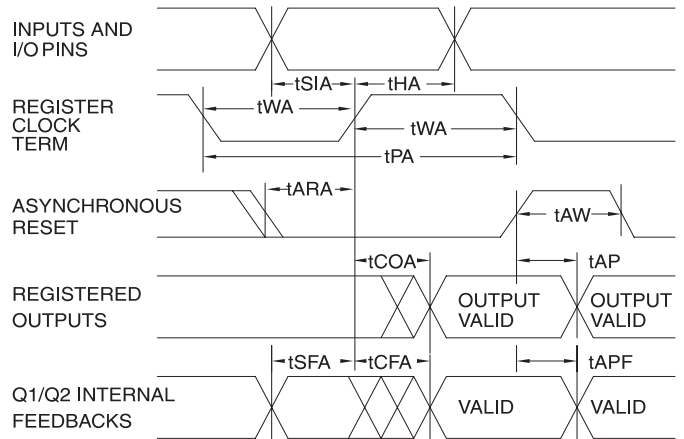 INPUTS AND
I/O PINS
tSIA
tHA
REGISTER
CLOCK
TERM
tWA
tWA
tPA
ASYNCHRONOUS
RESET
tARA
tAW
tCOA
tAP
REGISTERED
OUTPUTS
OUTPUT
VALID
OUTPUT
VALID
tSFA
tCFA
tAPF
Q1/Q2 INTERNAL
FEEDBACKS
VALID
VALID